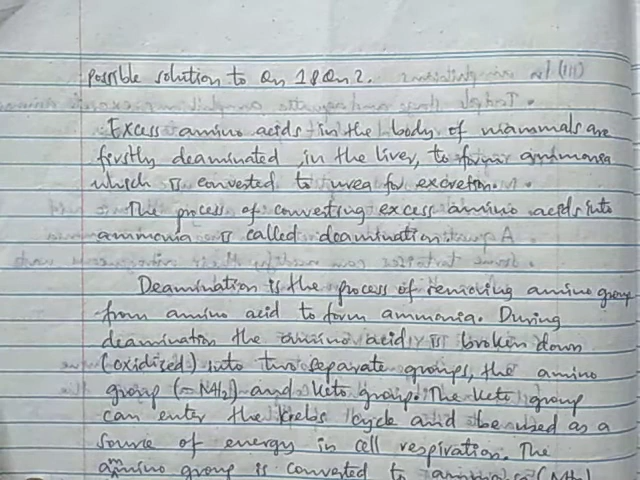 possible solution to Qn 1 & Qn 2.
Excess amino acids in the body of mammals are
firstly deaminated, in the liver, to form ammonia
which is converted to urea for excretion.
The process of converting excess amino acids into
ammonia is called deamination.
Deamination is the process of removing amino group
from amino acid to form ammonia. During
deamination the amino acid is broken down
(oxidized) into two separate groups, the amino
group (-NH2) and keto group. The keto group
can enter the krebs cycle and be used as a
source of energy in cell respiration. The
amino group is converted to ammonia (NH3)